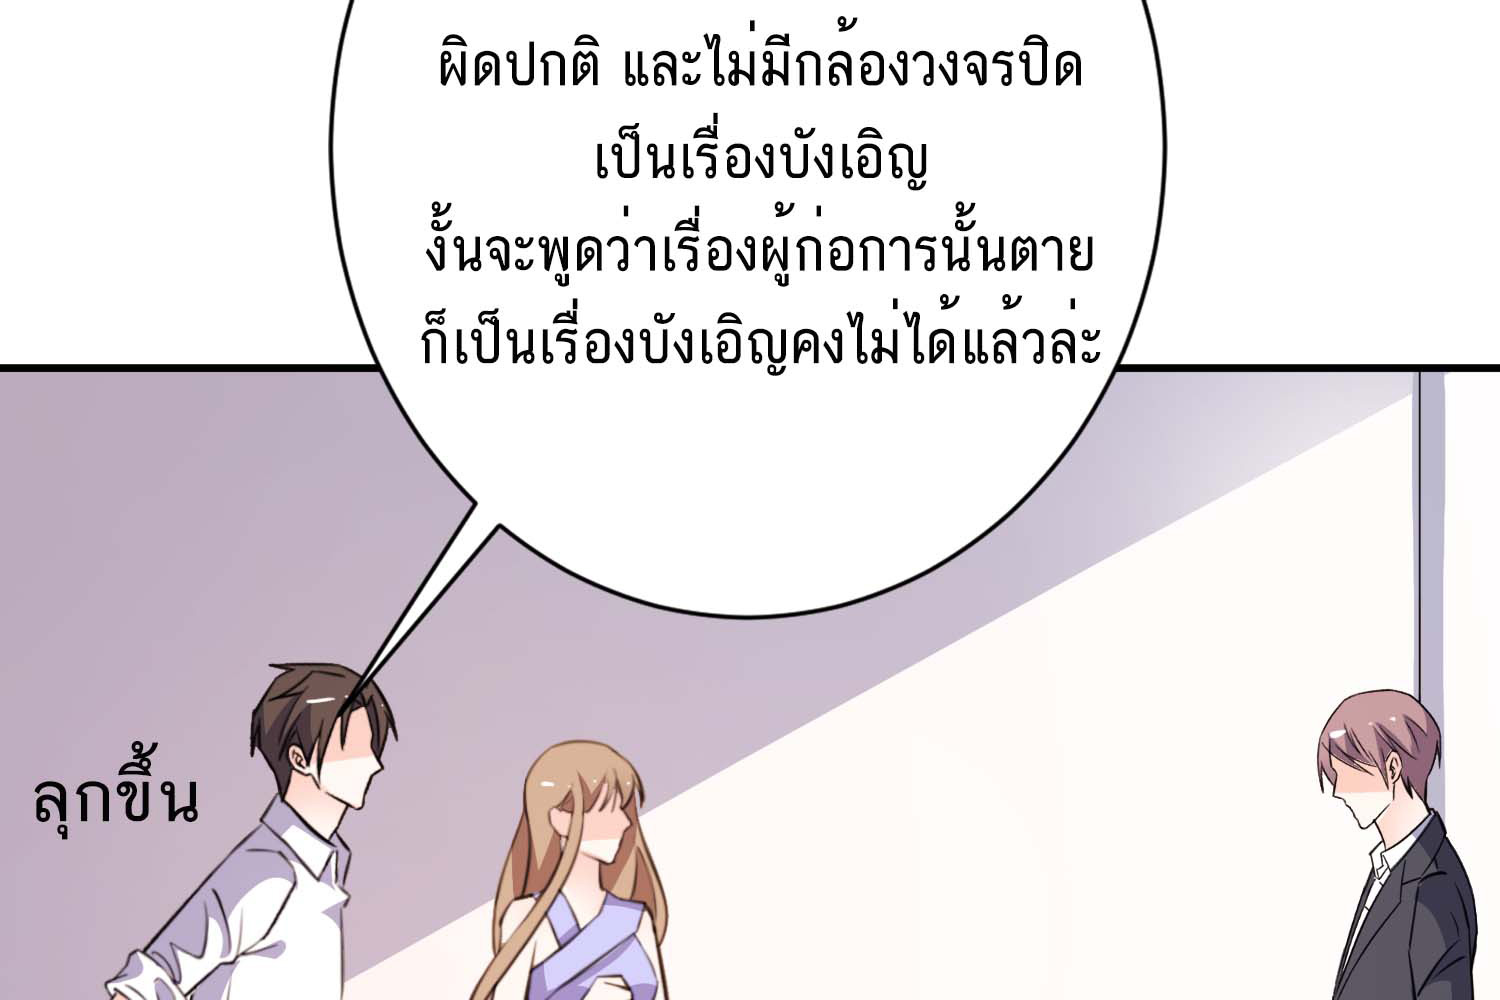 ผิดปกติ และไม่มีกล้องวงจรปิด
เป็นเรื่องบังเอิญ
งั้นจะพูดว่าเรื่องผู้ก่อการนั้นตาย
ก็เป็นเรื่องบังเอิญคงไม่ได้แล้วล่ะ
ลุกขึ้น